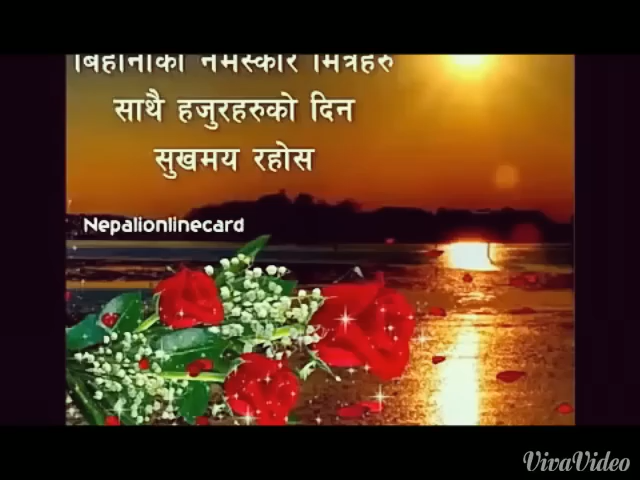 बिहानीको नमस्कार मित्रहरु
साथै हजुरहरुको दिन
सुखमय रहोस
Nepalionlinecard
VivaVideo